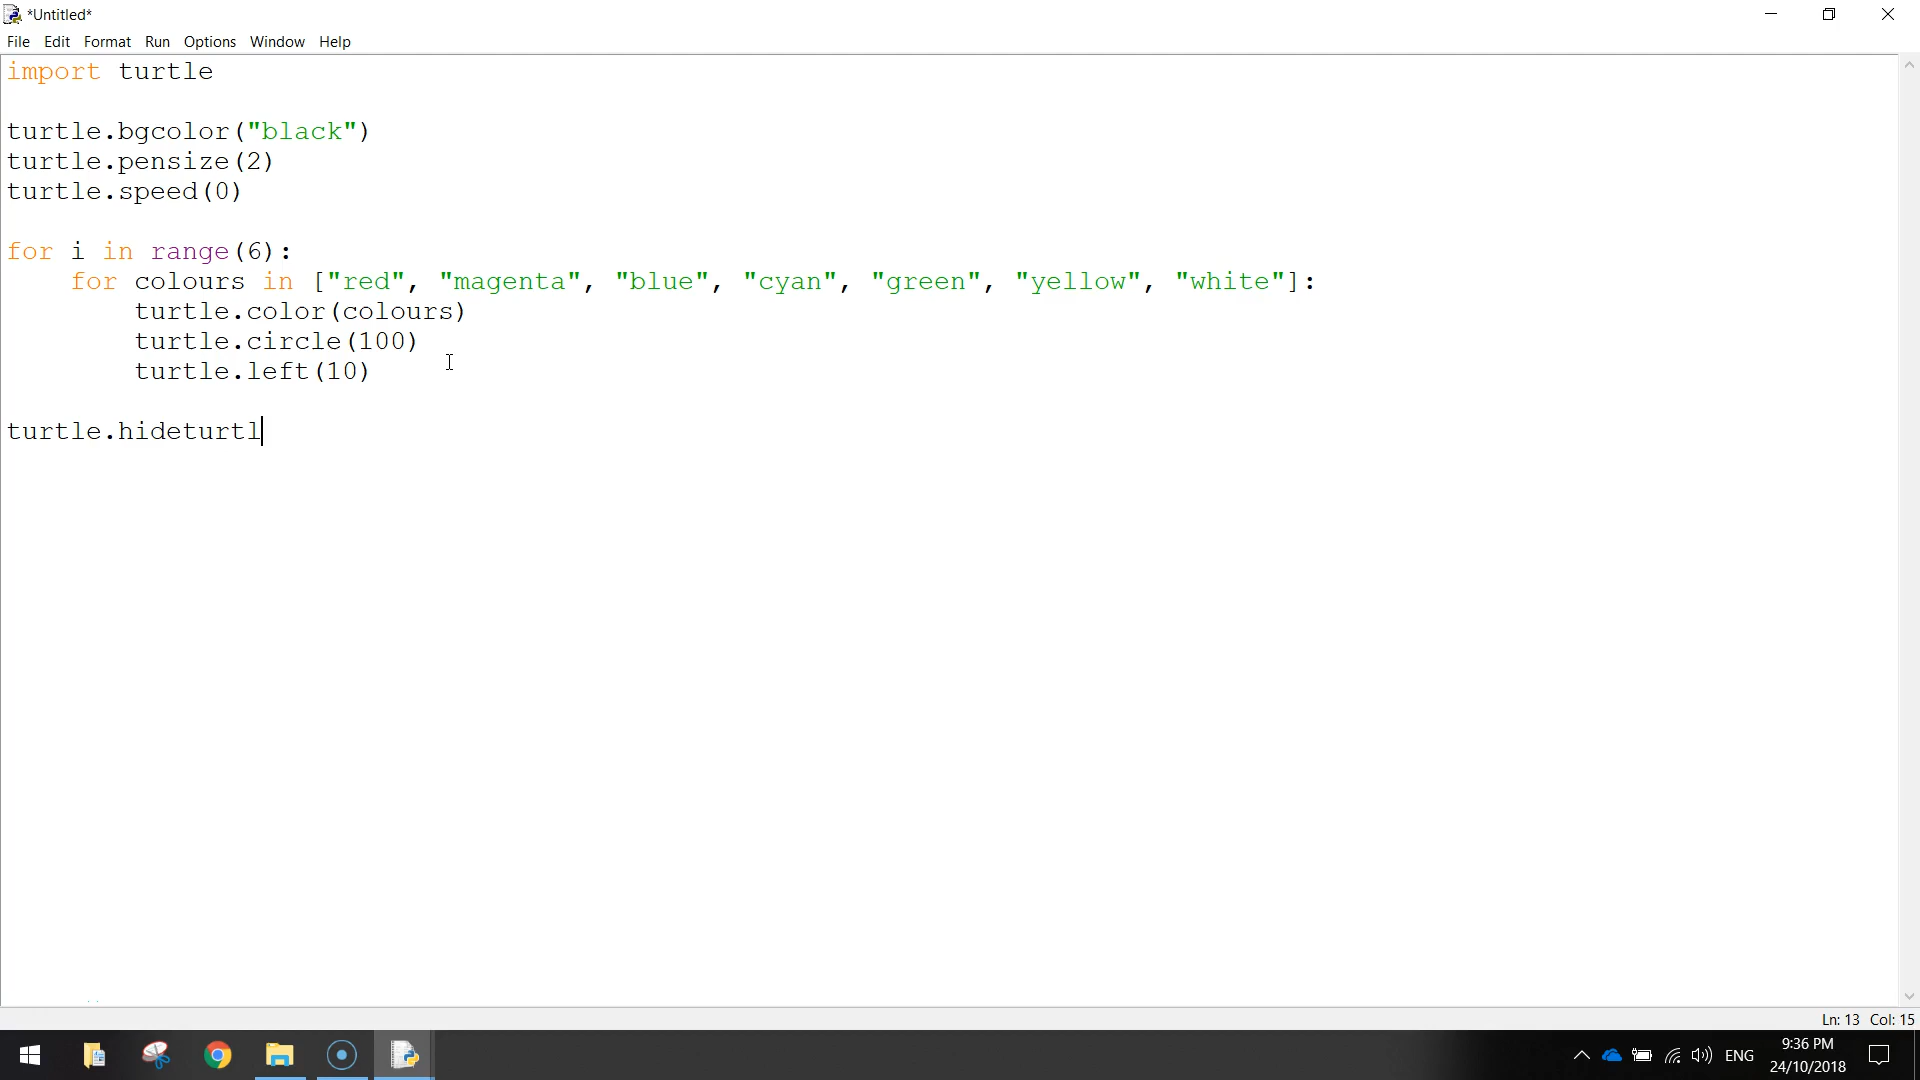 *Untitled*
File Edit Format Run Options Window Help
import turtle
turtle.bgcolor("black")
turtle.pensize(2)
turtle.speed(0)
for i in range(6):
    for colours in ["red", "magenta", "blue", "cyan", "green", "yellow", "white"]:
        turtle.color(colours)
        turtle.circle(100)
        turtle.left(10)
turtle.hideturtl
Ln: 13 Col: 15
ENG
9:36 PM
24/10/2018